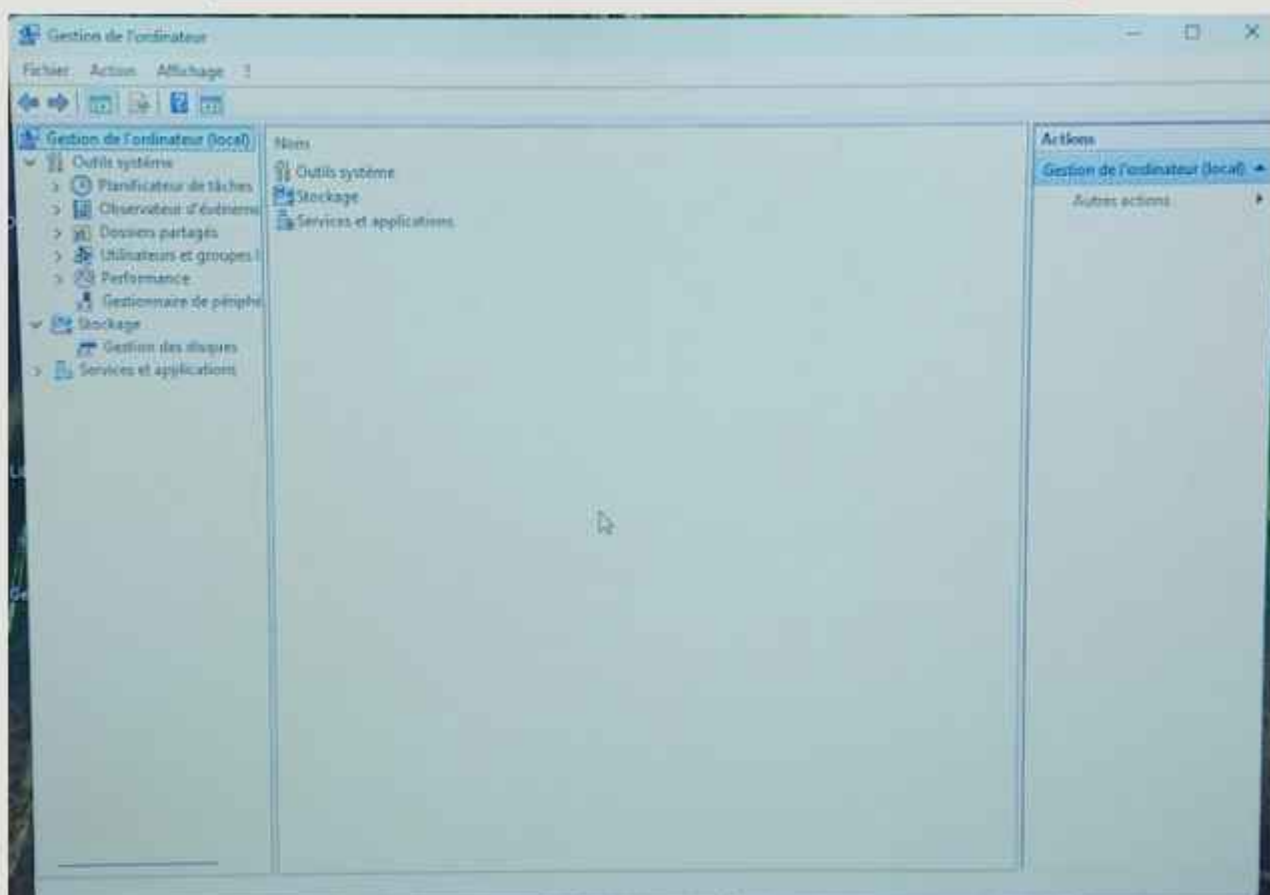 Gestion de l'ordinateur
Fichier Action Affichage ?
Gestion de l'ordinateur (local)
Outils système
Planificateur de tâches
Observateur d'événeme
Dossiers partagés
Utilisateurs et groupes l
Performance
Gestionnaire de périphé
Stockage
Gestion des disques
Services et applications
Nom
Outils système
Stockage
Services et applications
Actions
Gestion de l'ordinateur (local)
Autres actions